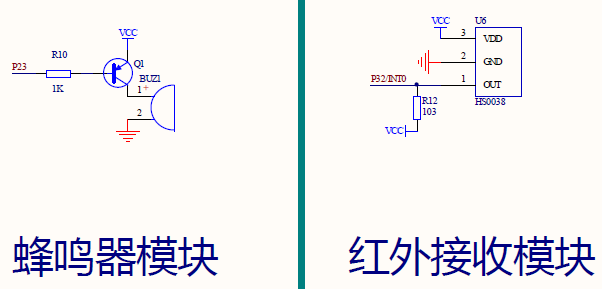 VCC
P23
R10
1K
Q1
BUZ1
1
+
2
蜂鸣器模块
VCC
U6
3
VDD
2
GND
P32/INT0
1
OUT
R12
103
HS0038
VCC
红外接收模块